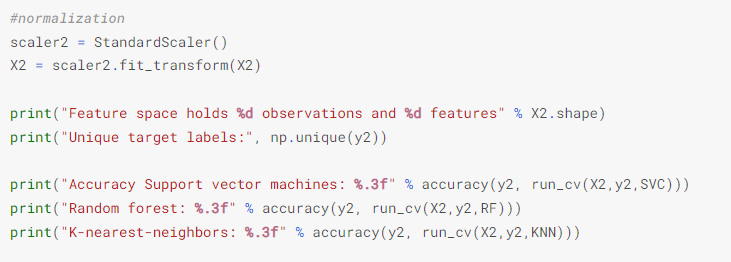 #normalization
scaler2 = StandardScaler()
X2 = scaler2.fit_transform(X2)
print("Feature space holds %d observations and %d features" % X2.shape)
print("Unique target labels:", np.unique(y2))
print("Accuracy Support vector machines: %.3f" % accuracy(y2, run_cv(X2,y2,SVC)))
print("Random forest: %.3f" % accuracy(y2, run_cv(X2,y2,RF)))
print("K-nearest-neighbors: %.3f" % accuracy(y2, run_cv(X2,y2,KNN)))